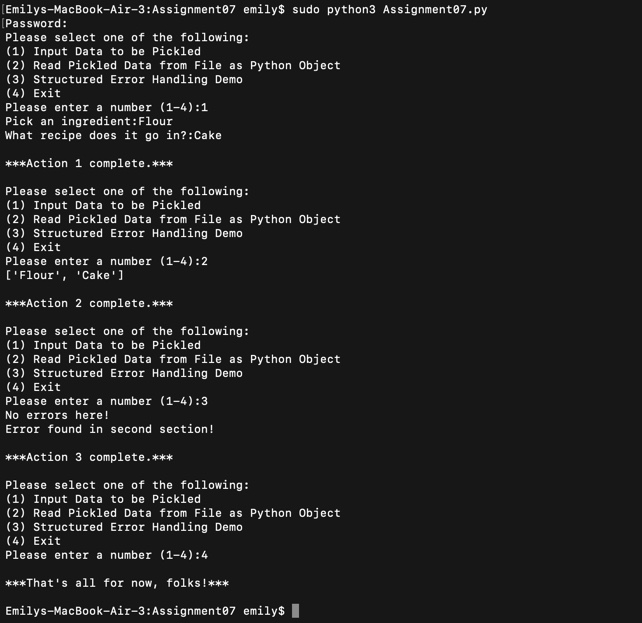 [Emilys-MacBook-Air-3:Assignment07 emily$ sudo python3 Assignment07.py
[Password:
Please select one of the following:
(1) Input Data to be Pickled
(2) Read Pickled Data from File as Python Object
(3) Structured Error Handling Demo
(4) Exit
Please enter a number (1-4):1
Pick an ingredient:Flour
What recipe does it go in?:Cake
***Action 1 complete.***
Please select one of the following:
(1) Input Data to be Pickled
(2) Read Pickled Data from File as Python Object
(3) Structured Error Handling Demo
(4) Exit
Please enter a number (1-4):2
['Flour', 'Cake']
***Action 2 complete.***
Please select one of the following:
(1) Input Data to be Pickled
(2) Read Pickled Data from File as Python Object
(3) Structured Error Handling Demo
(4) Exit
Please enter a number (1-4):3
No errors here!
Error found in second section!
***Action 3 complete.***
Please select one of the following:
(1) Input Data to be Pickled
(2) Read Pickled Data from File as Python Object
(3) Structured Error Handling Demo
(4) Exit
Please enter a number (1-4):4
***That's all for now, folks!***
Emilys-MacBook-Air-3:Assignment07 emily$